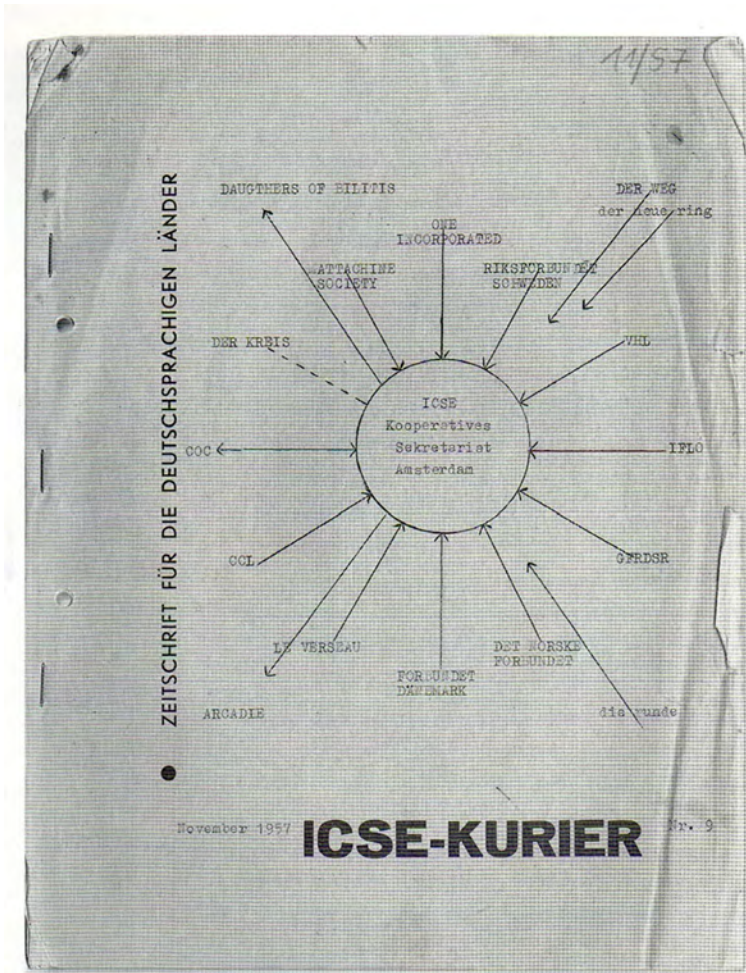 11/57
ZEITSCHRIFT FÜR DIE DEUTSCHSPRACHIGEN LÄNDER
DAUGTHERS OF BILITIS
DER WEG
der neue ring
ONE
INCORPORATED
MATTACHINE
SOCIETY
RIKSFORBUNDET
SCHWEDEN
DER KREIS
VHL
ICSE
Kooperatives
Sekretarist
Amsterdam
COC
IFLO
CCL
GFRDSR
LE VERSEAU
DET NORSKE
FORBUNDET
FORBUNDET
DÄNEMARK
ARCADIE
die runde
November 1957
ICSE-KURIER
Nr. 9